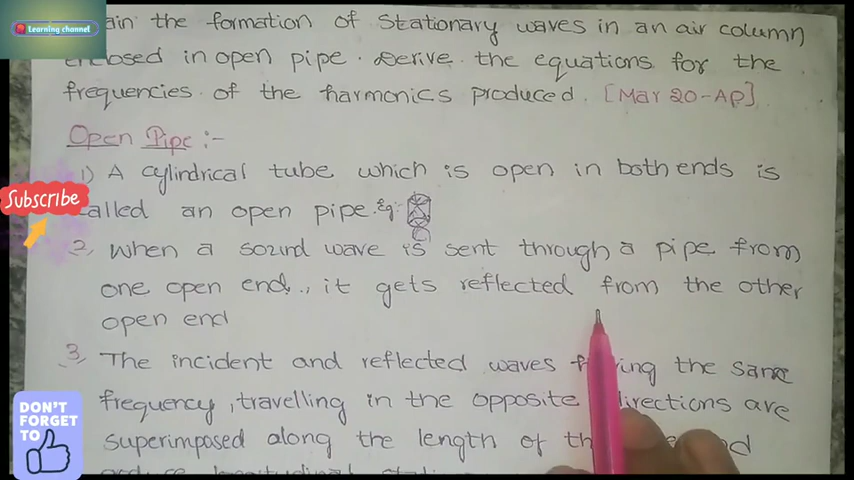 Learning channel
ain the formation of stationary waves in an air column
enclosed in open pipe. Derive the equations for the
frequencies of the harmonics produced. [Mar 20-AP]
Open Pipe :-
1) A cylindrical tube which is open in both ends is
Subscribe
called an open pipe. Eg:-
2, When a sound wave is sent through a pipe from
one open end., it gets reflected from the other
open end
3, The incident and reflected waves the same
frequency, travelling in the opposite directions are
superimposed along the length of
DON'T
FORGET
TO